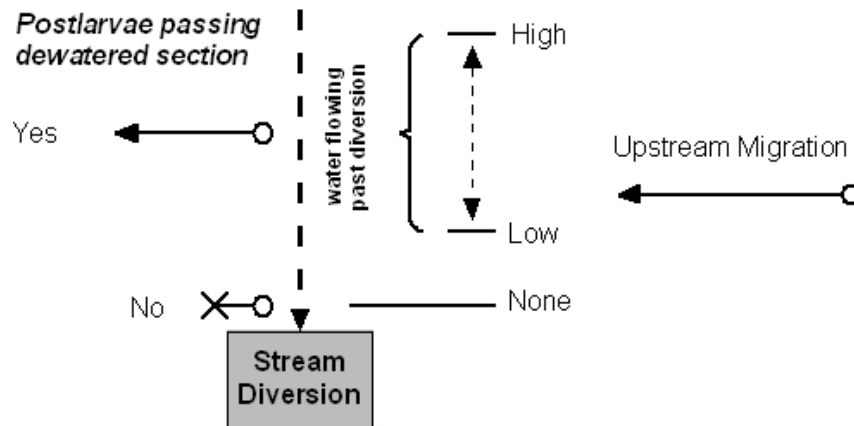 Postlarvae passing
dewatered section
High
water flowing
past diversion
Yes
Upstream Migration
Low
No
None
Stream
Diversion